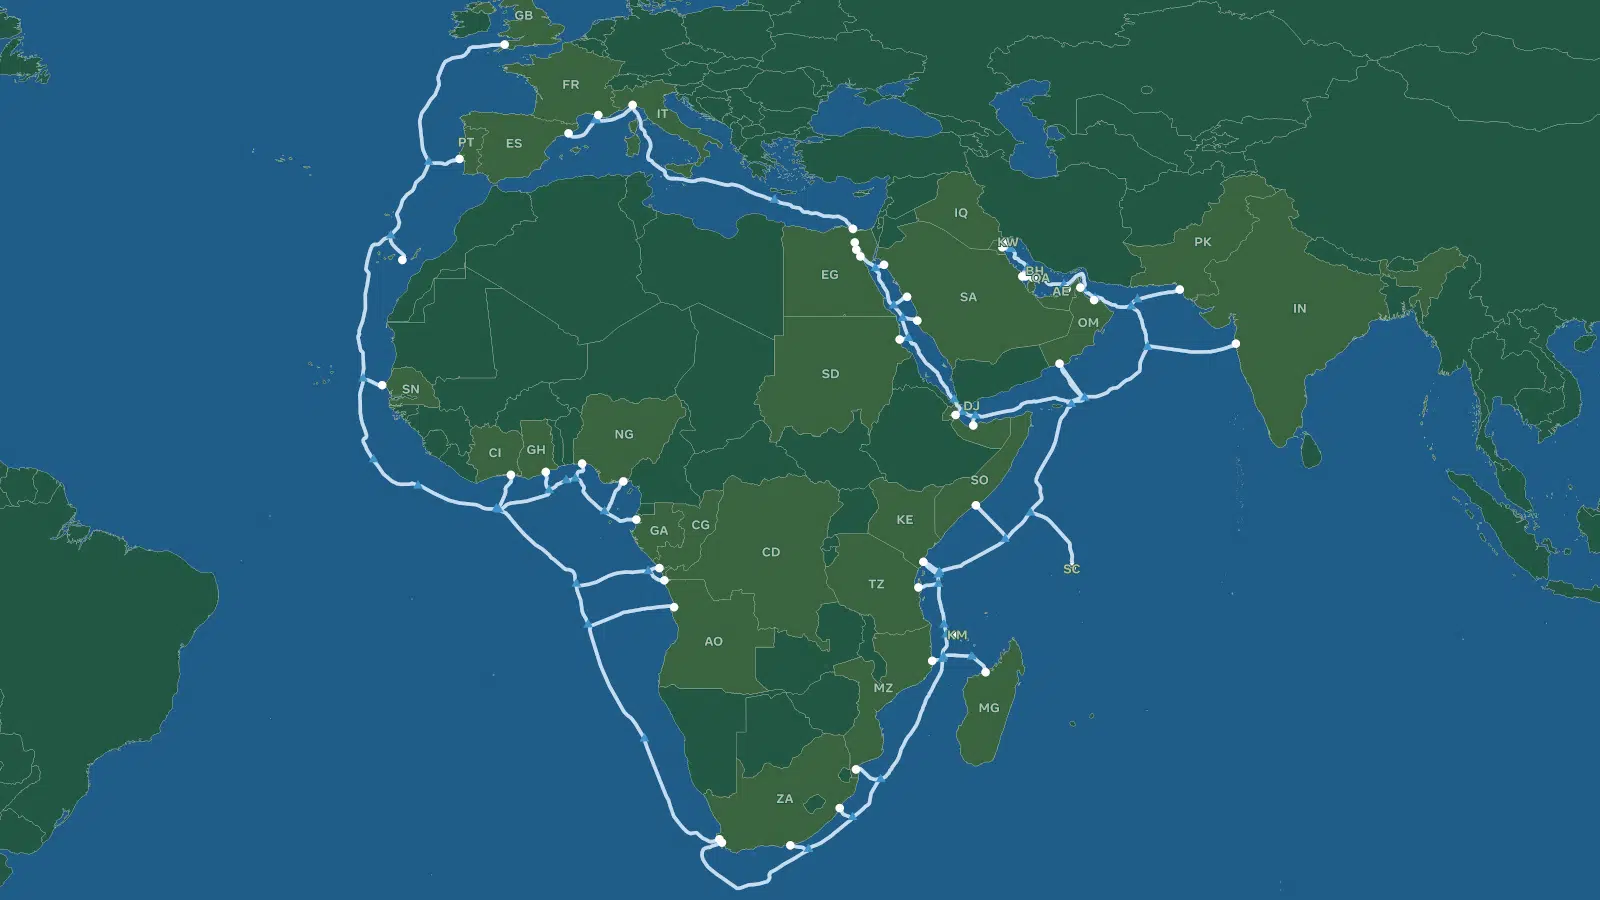 GB
FR
IT
PT
ES
IQ
KW
PK
BH
QA
EG
SA
AE
IN
OM
SD
SN
DJ
NG
CI
GH
SO
KE
CG
GA
CD
SC
TZ
KM
AO
MZ
MG
ZA